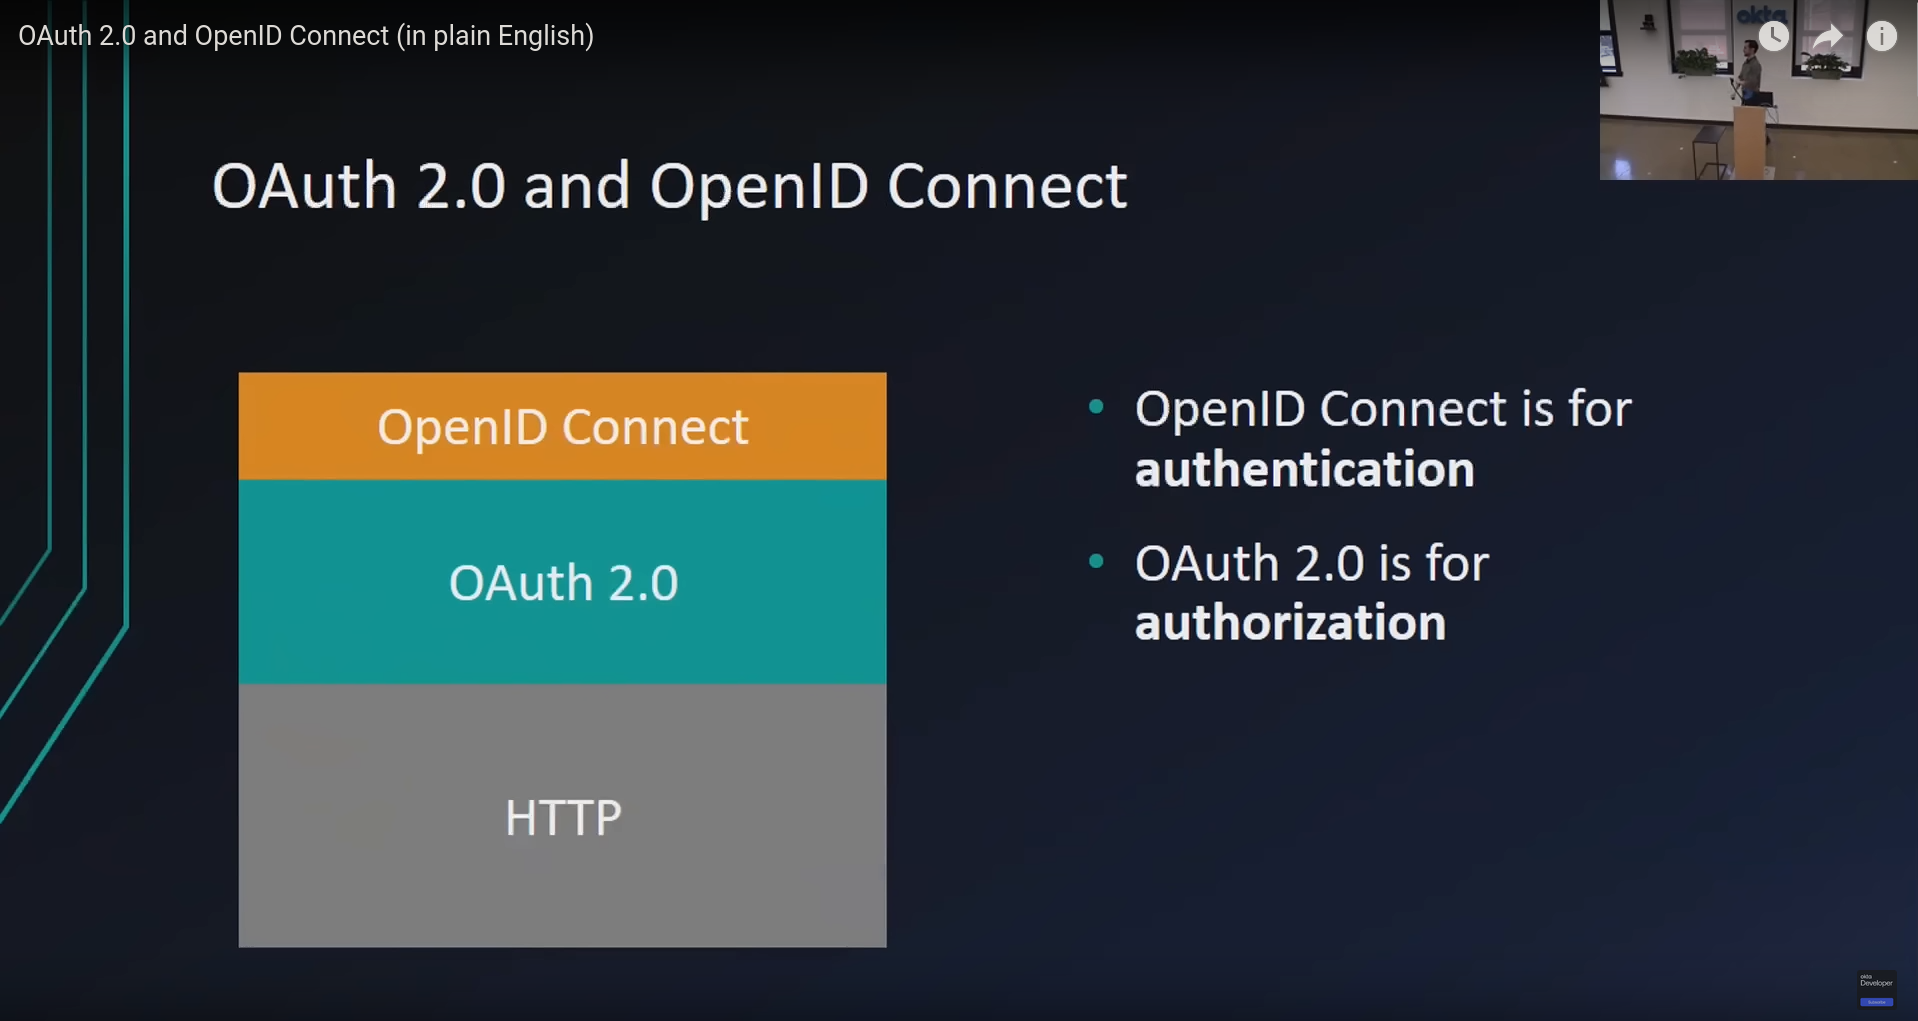 OAuth 2.0 and OpenID Connect (in plain English)
okta
OAuth 2.0 and OpenID Connect
OpenID Connect
OAuth 2.0
HTTP
OpenID Connect is for
authentication
OAuth 2.0 is for
authorization
okta
Developer
Subscribe